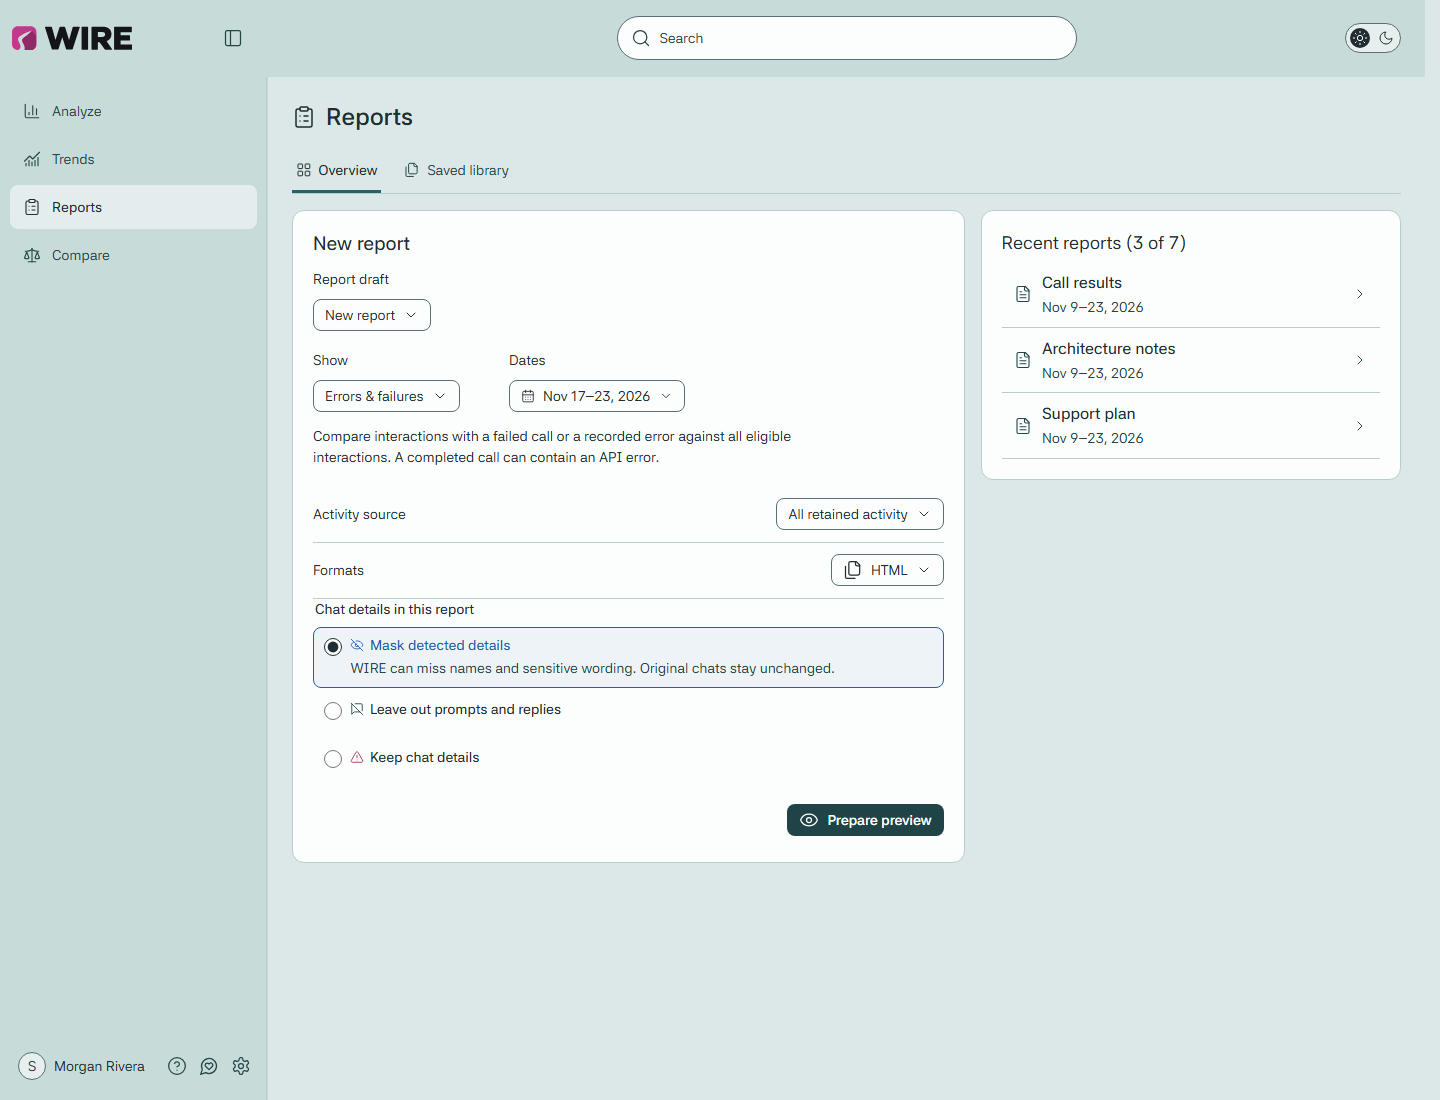 WIRE
Search
Analyze
Trends
Reports
Compare
Reports
Overview
Saved library
New report
Report draft
New report
Show
Dates
Errors & failures
Nov 17–23, 2026
Compare interactions with a failed call or a recorded error against all eligible
interactions. A completed call can contain an API error.
Activity source
All retained activity
Formats
HTML
Chat details in this report
Mask detected details
WIRE can miss names and sensitive wording. Original chats stay unchanged.
Leave out prompts and replies
Keep chat details
Prepare preview
Recent reports (3 of 7)
Call results
Nov 9–23, 2026
Architecture notes
Nov 9–23, 2026
Support plan
Nov 9–23, 2026
S
Morgan Rivera